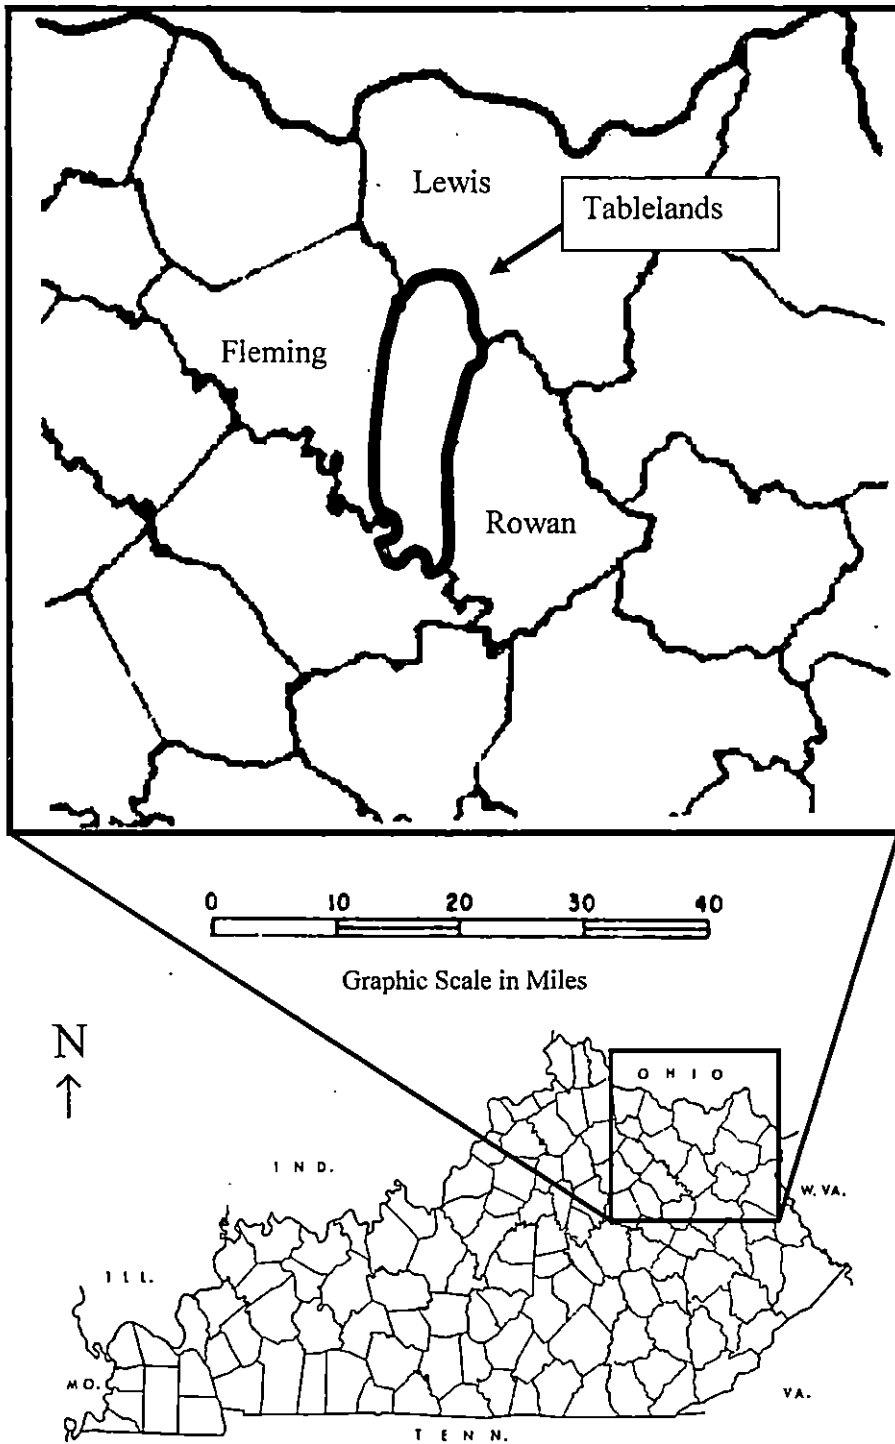 Lewis
Tablelands
Fleming
Rowan
0 10 20 30 40
Graphic Scale in Miles
N
OHIO
IND.
W. VA.
ILL.
MO.
VA.
TENN.